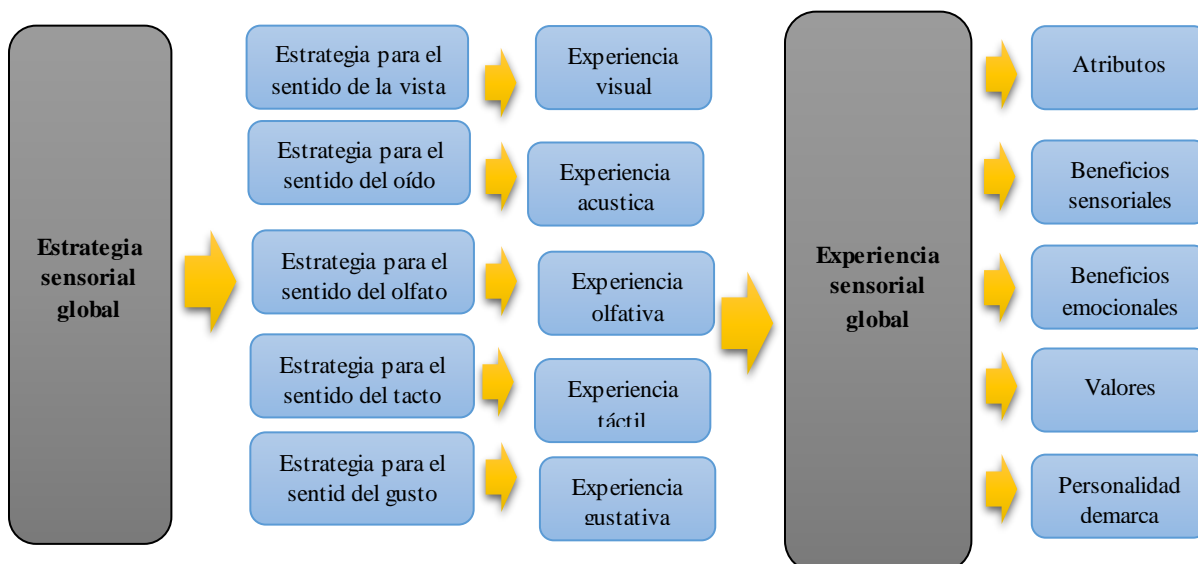 Estrategia
sensorial
global
Estrategia para el
sentido de la vista
Experiencia
visual
Estrategia para el
sentido del oído
Experiencia
acustica
Estrategia para el
sentido del olfato
Experiencia
olfativa
Estrategia para el
sentido del tacto
Experiencia
táctil
Estrategia para el
sentid del gusto
Experiencia
gustativa
Experiencia
sensorial
global
Atributos
Beneficios
sensoriales
Beneficios
emocionales
Valores
Personalidad
demarca